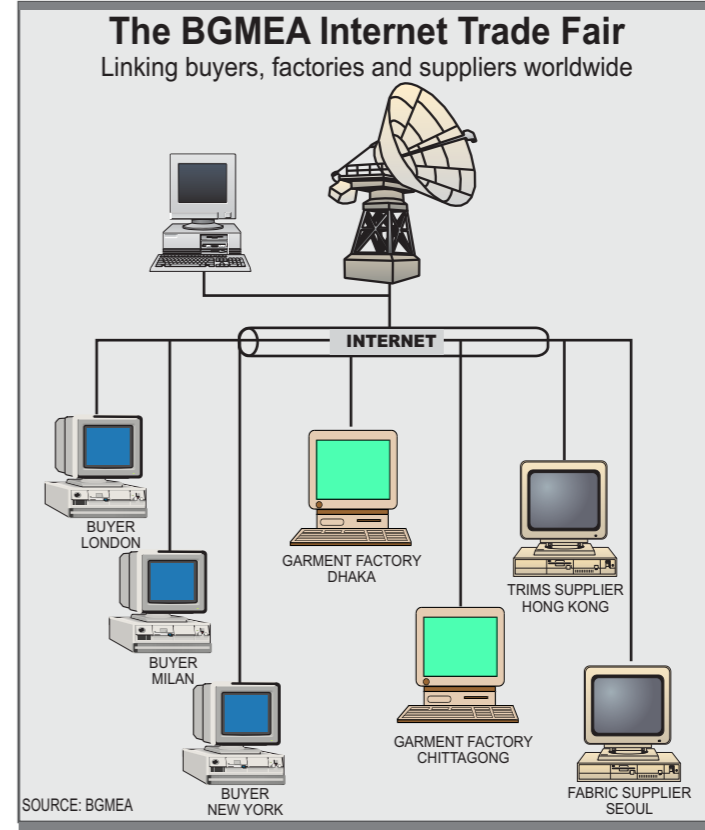 The BGMEA Internet Trade Fair
Linking buyers, factories and suppliers worldwide
INTERNET
BUYER
LONDON
GARMENT FACTORY
DHAKA
TRIMS SUPPLIER
HONG KONG
BUYER
MILAN
GARMENT FACTORY
CHITTAGONG
BUYER
NEW YORK
FABRIC SUPPLIER
SEOUL
SOURCE: BGMEA